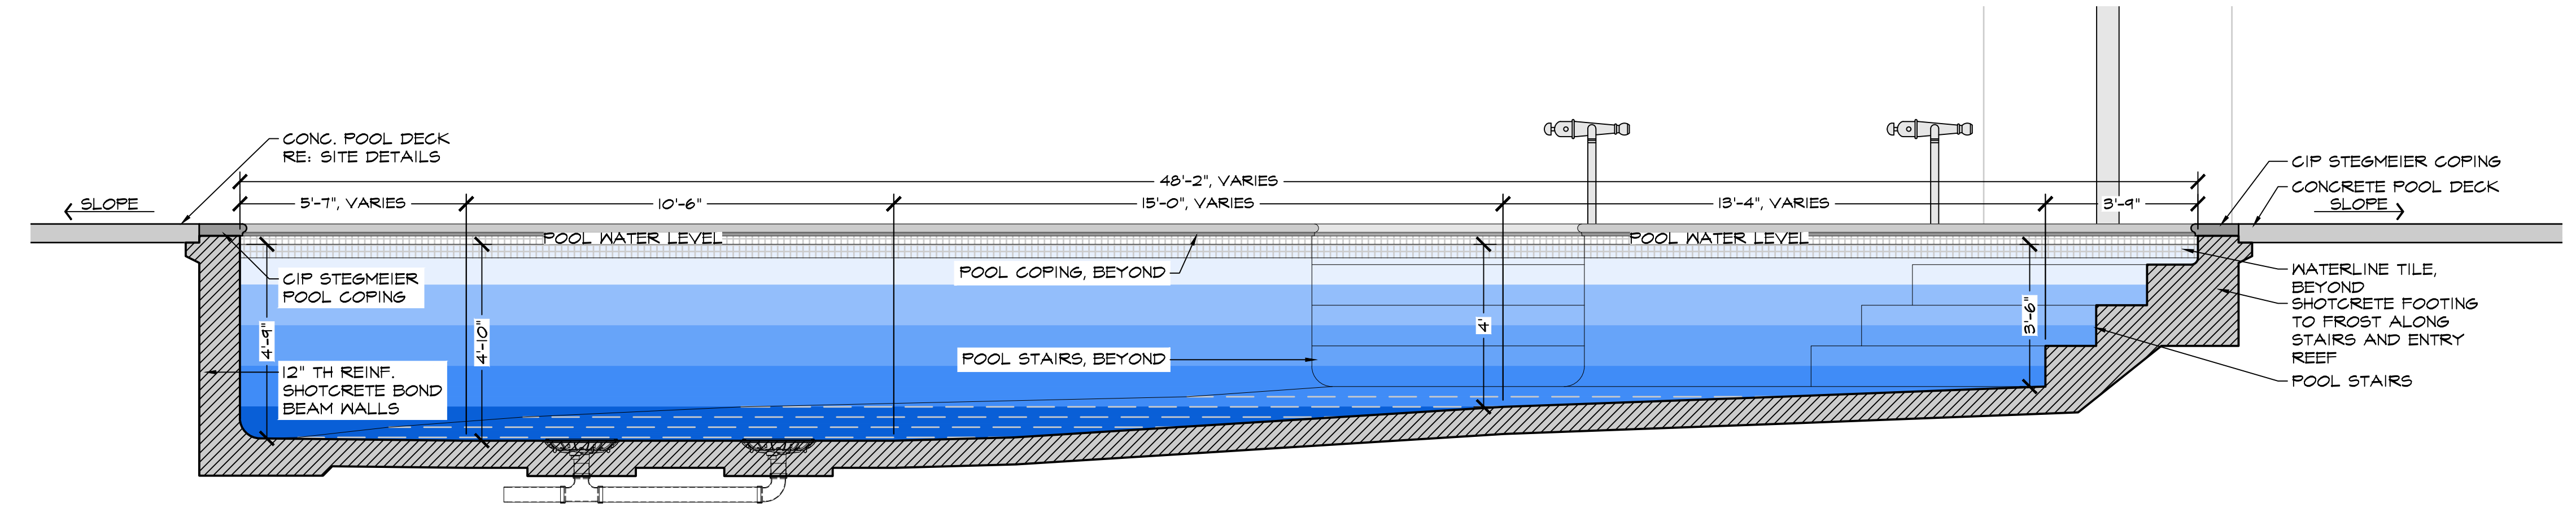 CONC. POOL DECK
RE: SITE DETAILS
CIP STEGMEIER COPING
48'-2", VARIES
CONCRETE POOL DECK
SLOPE
5'-7", VARIES
10'-6"
15'-0", VARIES
13'-4", VARIES
3'-9"
SLOPE
POOL WATER LEVEL
POOL WATER LEVEL
POOL COPING, BEYOND
CIP STEGMEIER
POOL COPING
WATERLINE TILE,
BEYOND
SHOTCRETE FOOTING
TO FROST ALONG
STAIRS AND ENTRY
REEF
4'-9"
4'-10"
4'
3'-6"
POOL STAIRS, BEYOND
12" TH REINF.
SHOTCRETE BOND
BEAM WALLS
POOL STAIRS